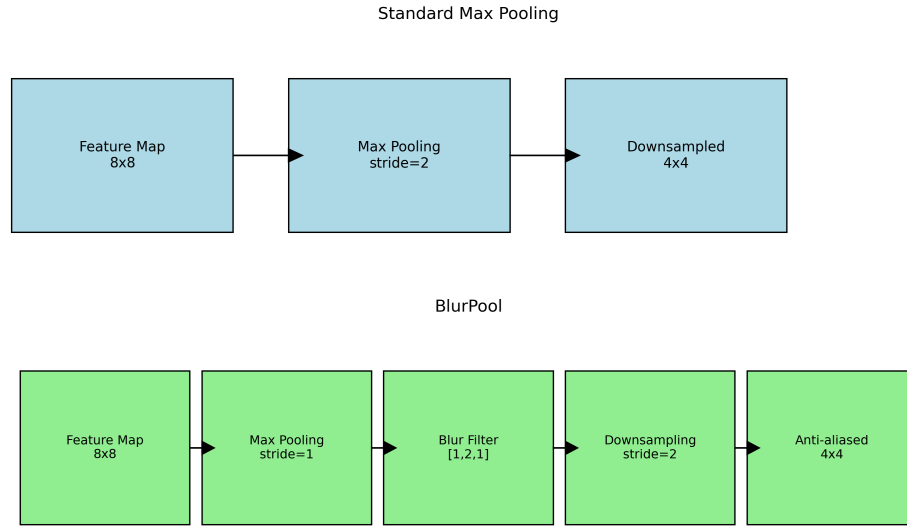 Standard Max Pooling
Feature Map
8x8
Max Pooling
stride=2
Downsampled
4x4
BlurPool
Feature Map
8x8
Max Pooling
stride=1
Blur Filter
[1,2,1]
Downsampling
stride=2
Anti-aliased
4x4